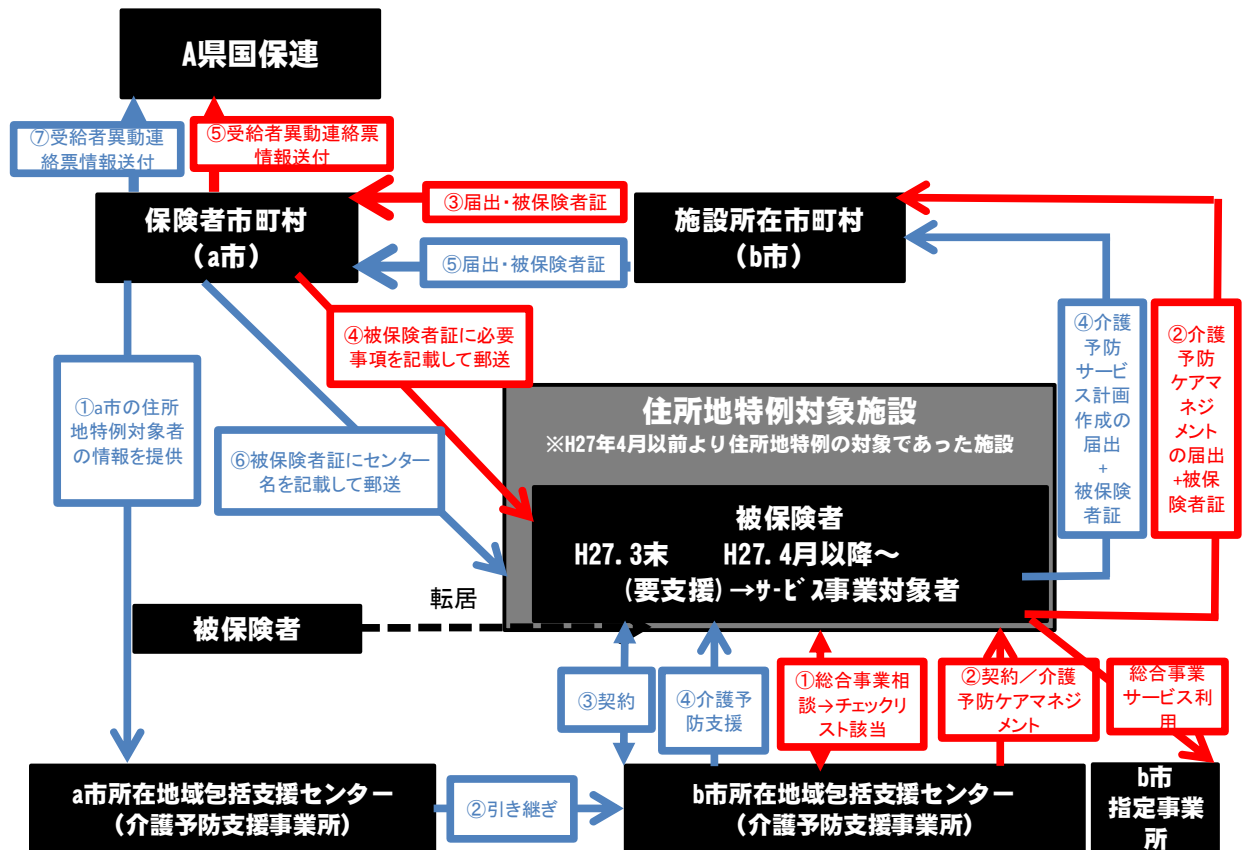 A県国保連
⑦受給者異動連
絡票情報送付
⑤受給者異動連絡票
情報送付
保険者市町村
(a市)
③届出・被保険者証
⑤届出・被保険者証
施設所在市町村
(b市)
④被保険者証に必要
事項を記載して郵送
①a市の住所
地特例対象者
の情報を提供
⑥被保険者証にセンター
名を記載して郵送
④介護
予防
サービ
ス計画
作成の
届出
+
被保険
者証
②介護
予防
ケアマ
ネジ
メント
の届出
+被保
険者証
住所地特例対象施設
※H27年4月以前より住所地特例の対象であった施設
被保険者
H27.3末 H27.4月以降～
(要支援)→サービス事業対象者
転居
被保険者
③契約
④介護予
防支援
①総合事業相
談→チェックリ
スト該当
②契約／介護
予防ケアマネジ
メント
総合事業
サービス利
用
a市所在地域包括支援センター
(介護予防支援事業所)
②引き継ぎ
b市所在地域包括支援センター
(介護予防支援事業所)
b市
指定事業
所